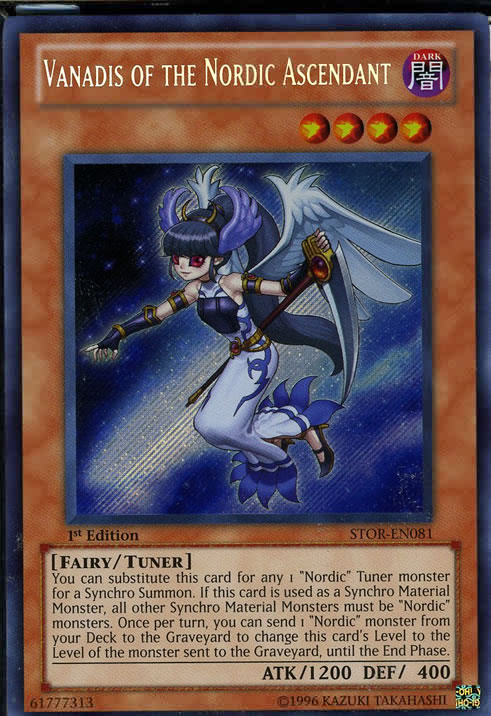 VANADIS OF THE NORDIC ASCENDANT
DARK
闇
1st Edition
STOR-EN081
[FAIRY/TUNER]
You can substitute this card for any 1 "Nordic" Tuner monster
for a Synchro Summon. If this card is used as a Synchro Material
Monster, all other Synchro Material Monsters must be "Nordic"
monsters. Once per turn, you can send 1 "Nordic" monster from
your Deck to the Graveyard to change this card's Level to the
Level of the monster sent to the Graveyard, until the End Phase.
ATK/1200 DEF/ 400
61777313
©1996 KAZUKI TAKAHASHI